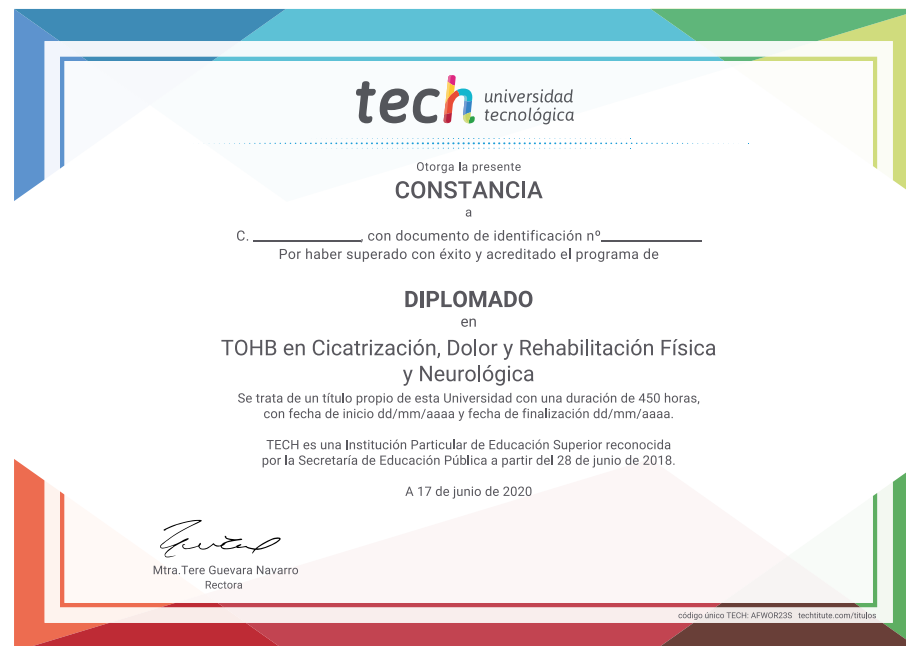 tech universidad
tecnológica
Otorga la presente
CONSTANCIA
a
C. ____________, con documento de identificación nº____________
Por haber superado con éxito y acreditado el programa de
DIPLOMADO
en
TOHB en Cicatrización, Dolor y Rehabilitación Física
y Neurológica
Se trata de un título propio de esta Universidad con una duración de 450 horas,
con fecha de inicio dd/mm/aaaa y fecha de finalización dd/mm/aaaa.
TECH es una Institución Particular de Educación Superior reconocida
por la Secretaría de Educación Pública a partir del 28 de junio de 2018.
A 17 de junio de 2020
Mtra.Tere Guevara Navarro
Rectora
código único TECH: AFWOR23S techtitute.com/titulos